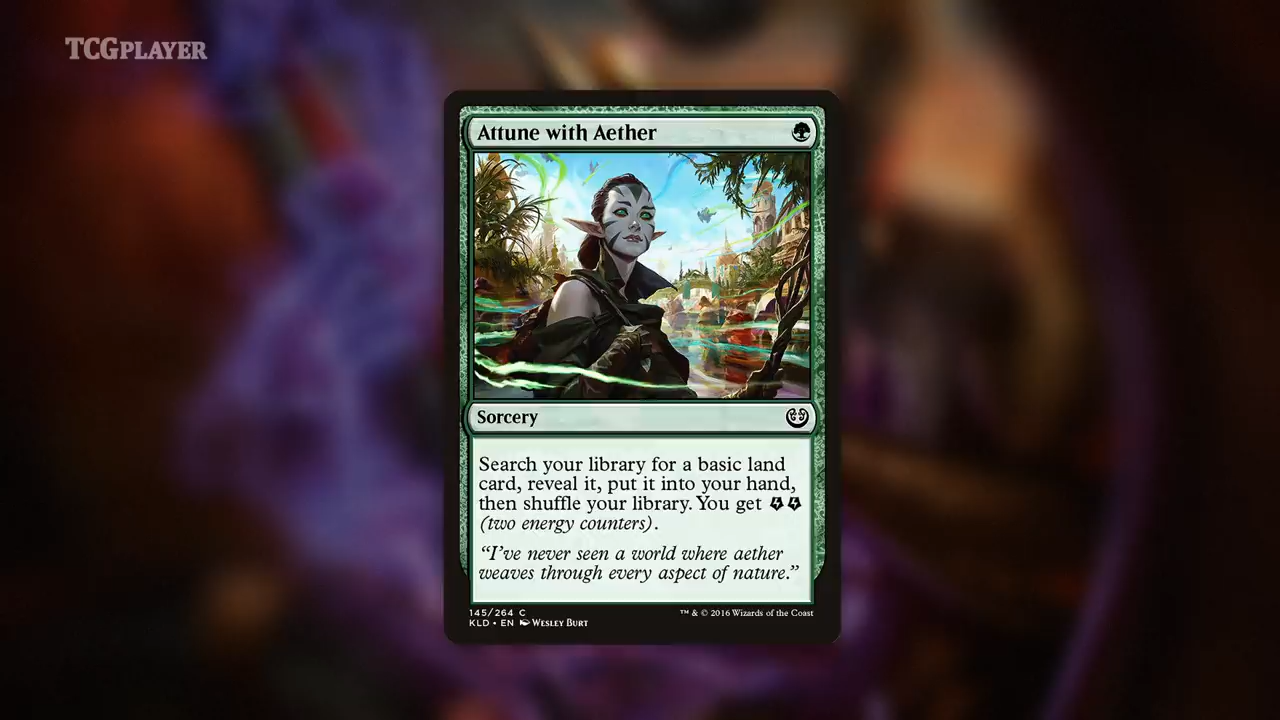 TCGPLAYER
Attune with Aether
Sorcery
Search your library for a basic land
card, reveal it, put it into your hand,
then shuffle your library. You get
(two energy counters).
“I’ve never seen a world where aether
weaves through every aspect of nature.”
145/264 C
KLD • EN Wesley Burt
™ & © 2016 Wizards of the Coast